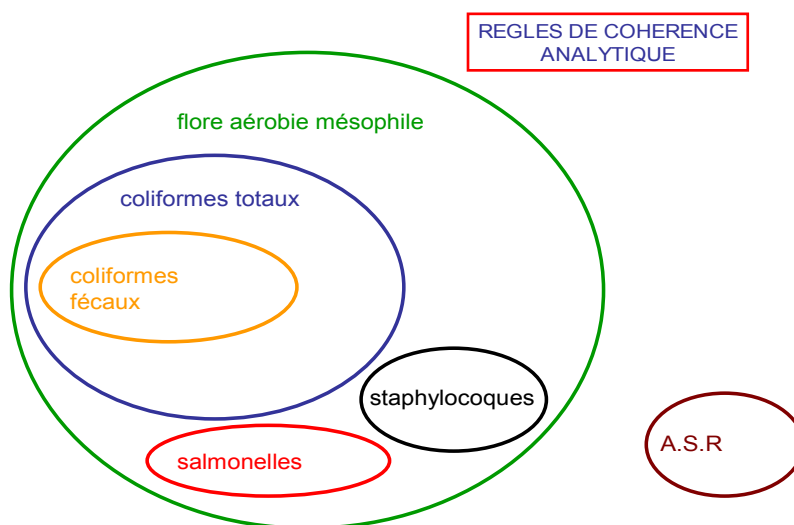 REGLES DE COHERENCE
ANALYTIQUE
flore aérobie mésophile
coliformes totaux
coliformes
fécaux
staphylocoques
A.S.R
salmonelles